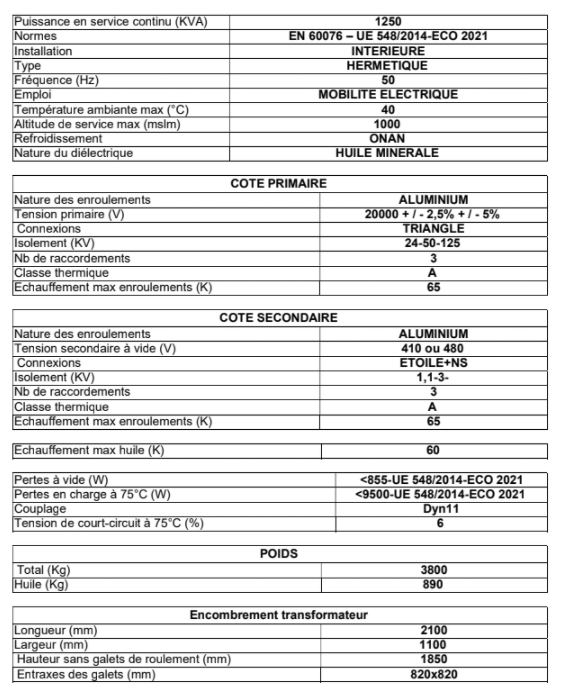 Puissance en service continu (KVA) 1250
Normes EN 60076 – UE 548/2014-ECO 2021
Installation INTERIEURE
Type HERMETIQUE
Fréquence (Hz) 50
Emploi MOBILITE ELECTRIQUE
Température ambiante max (°C) 40
Altitude de service max (mslm) 1000
Refroidissement ONAN
Nature du diélectrique HUILE MINERALE
COTE PRIMAIRE
Nature des enroulements ALUMINIUM
Tension primaire (V) 20000 + / - 2,5% + / - 5%
Connexions TRIANGLE
Isolement (KV) 24-50-125
Nb de raccordements 3
Classe thermique A
Echauffement max enroulements (K) 65
COTE SECONDAIRE
Nature des enroulements ALUMINIUM
Tension secondaire à vide (V) 410 ou 480
Connexions ETOILE+NS
Isolement (KV) 1,1-3-
Nb de raccordements 3
Classe thermique A
Echauffement max enroulements (K) 65
Echauffement max huile (K) 60
Pertes à vide (W) <855-UE 548/2014-ECO 2021
Pertes en charge à 75°C (W) <9500-UE 548/2014-ECO 2021
Couplage Dyn11
Tension de court-circuit à 75°C (%) 6
POIDS
Total (Kg) 3800
Huile (Kg) 890
Encombrement transformateur
Longueur (mm) 2100
Largeur (mm) 1100
Hauteur sans galets de roulement (mm) 1850
Entraxes des galets (mm) 820x820